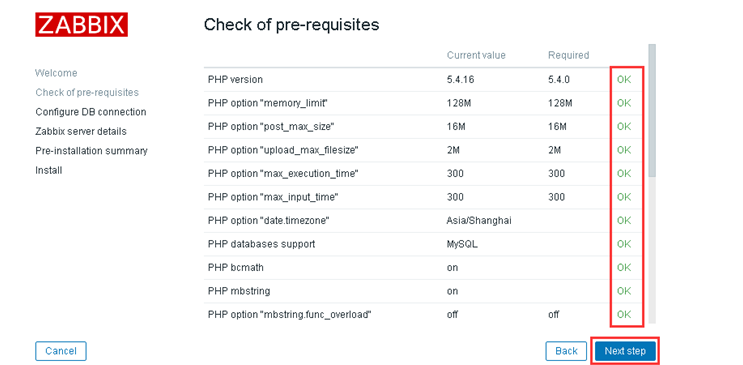 ZABBIX
Check of pre-requisites
Current value Required
Welcome
Check of pre-requisites
Configure DB connection
Zabbix server details
Pre-installation summary
Install
PHP version 5.4.16 5.4.0 OK
PHP option "memory_limit" 128M 128M OK
PHP option "post_max_size" 16M 16M OK
PHP option "upload_max_filesize" 2M 2M OK
PHP option "max_execution_time" 300 300 OK
PHP option "max_input_time" 300 300 OK
PHP option "date.timezone" Asia/Shanghai OK
PHP databases support MySQL OK
PHP bcmath on OK
PHP mbstring on OK
PHP option "mbstring.func_overload" off off OK
Cancel Back Next step